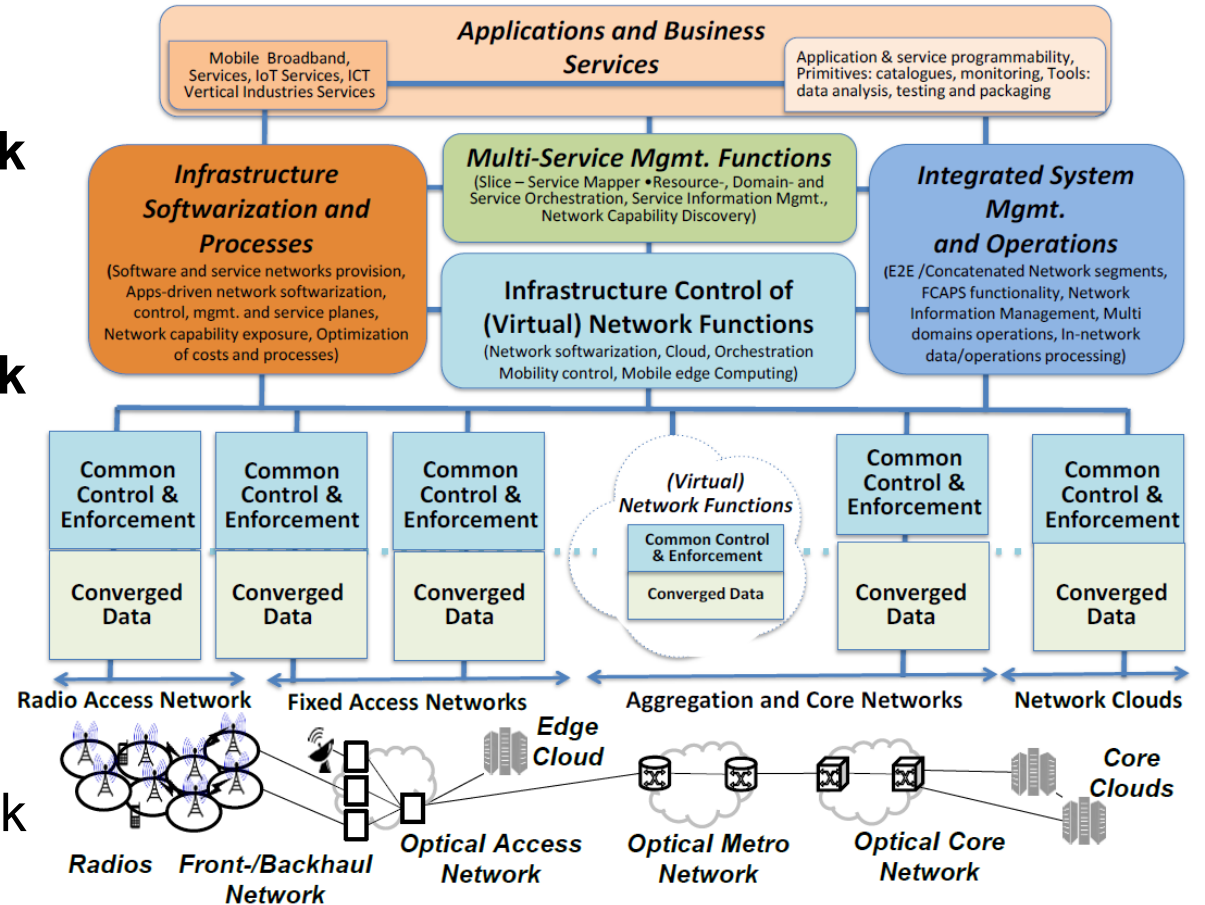 Applications and Business
Services
Mobile Broadband,
Services, IoT Services, ICT
Vertical Industries Services
Application & service programmability,
Primitives: catalogues, monitoring, Tools:
data analysis, testing and packaging
k
Infrastructure
Softwarization and
Processes
(Software and service networks provision,
Apps-driven network softwarization,
control, mgmt. and service planes,
Network capability exposure, Optimization
of costs and processes)
Multi-Service Mgmt. Functions
(Slice – Service Mapper •Resource-, Domain- and
Service Orchestration, Service Information Mgmt.,
Network Capability Discovery)
Integrated System
Mgmt.
and Operations
(E2E /Concatenated Network segments,
FCAPS functionality, Network
Information Management, Multi
domains operations, In-network
data/operations processing)
Infrastructure Control of
(Virtual) Network Functions
(Network softwarization, Cloud, Orchestration
Mobility control, Mobile edge Computing)
k
Common
Control &
Enforcement
Converged
Data
Common
Control &
Enforcement
Converged
Data
Common
Control &
Enforcement
Converged
Data
(Virtual)
Network Functions
Common Control
& Enforcement
Converged Data
Common
Control &
Enforcement
Converged
Data
Common
Control &
Enforcement
Converged
Data
Radio Access Network
Fixed Access Networks
Aggregation and Core Networks
Network Clouds
Edge
Cloud
Core
Clouds
k
Radios
Front-/Backhaul
Network
Optical Access
Network
Optical Metro
Network
Optical Core
Network